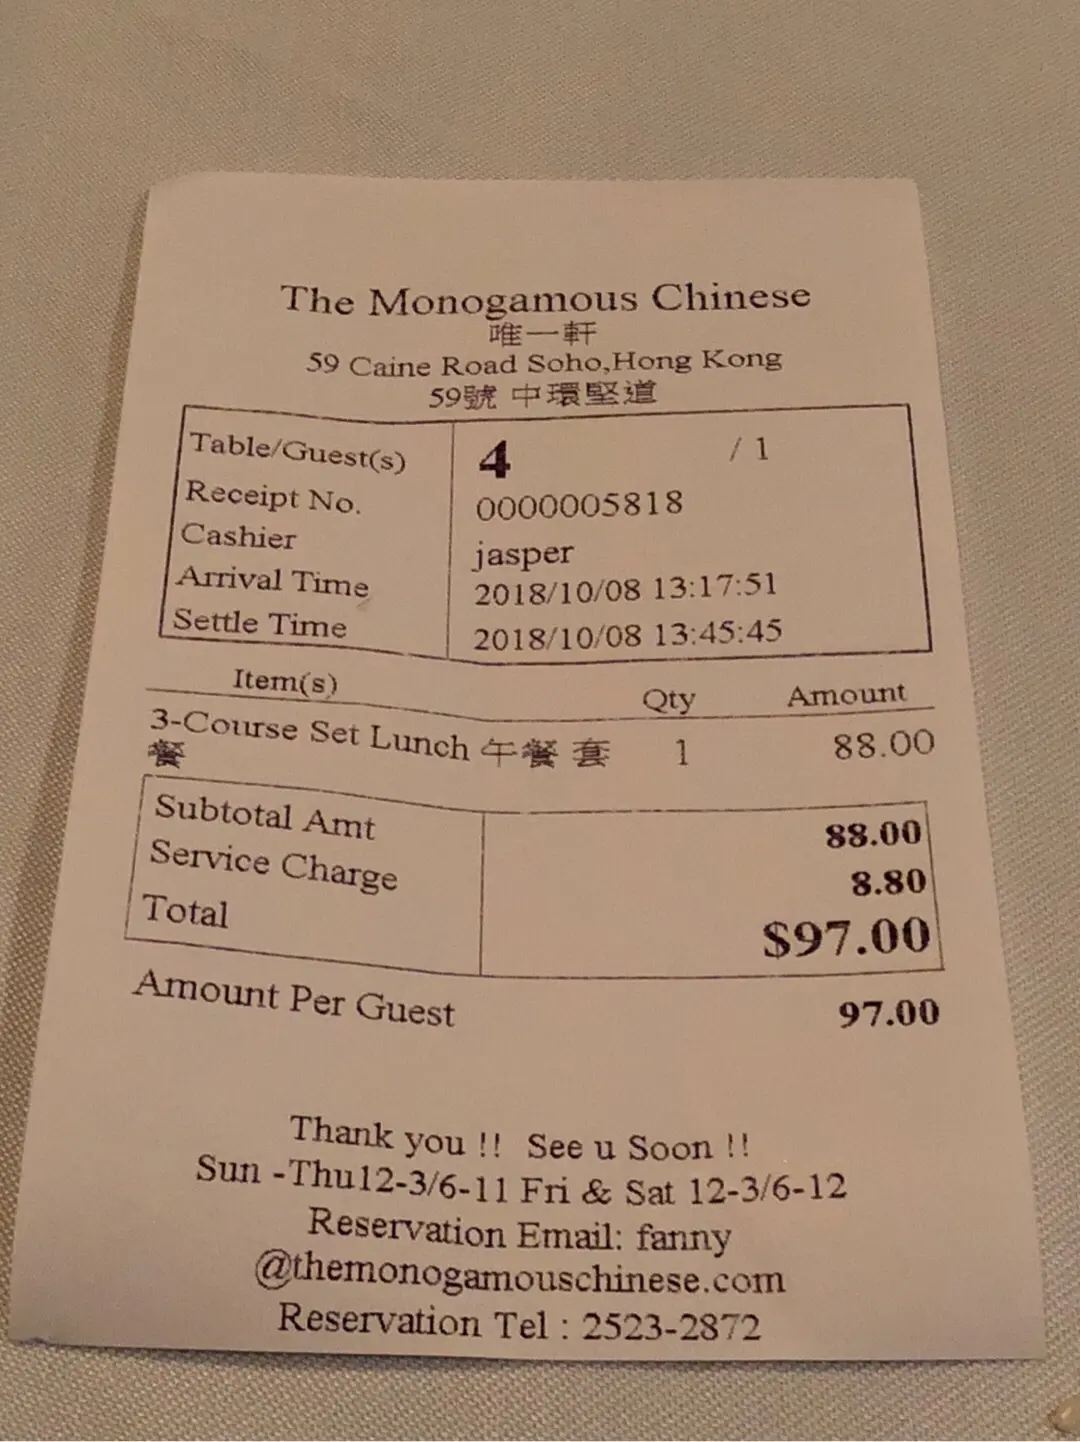 The Monogamous Chinese
唯一軒
59 Caine Road Soho,Hong Kong
59號 中環堅道
Table/Guest(s) 4 / 1
Receipt No. 0000005818
Cashier jasper
Arrival Time 2018/10/08 13:17:51
Settle Time 2018/10/08 13:45:45
Item(s) Qty Amount
3-Course Set Lunch 午餐 套 1 88.00
餐
Subtotal Amt 88.00
Service Charge 8.80
Total $97.00
Amount Per Guest 97.00
Thank you !! See u Soon !!
Sun -Thu12-3/6-11 Fri & Sat 12-3/6-12
Reservation Email: fanny
@themonogamouschinese.com
Reservation Tel : 2523-2872